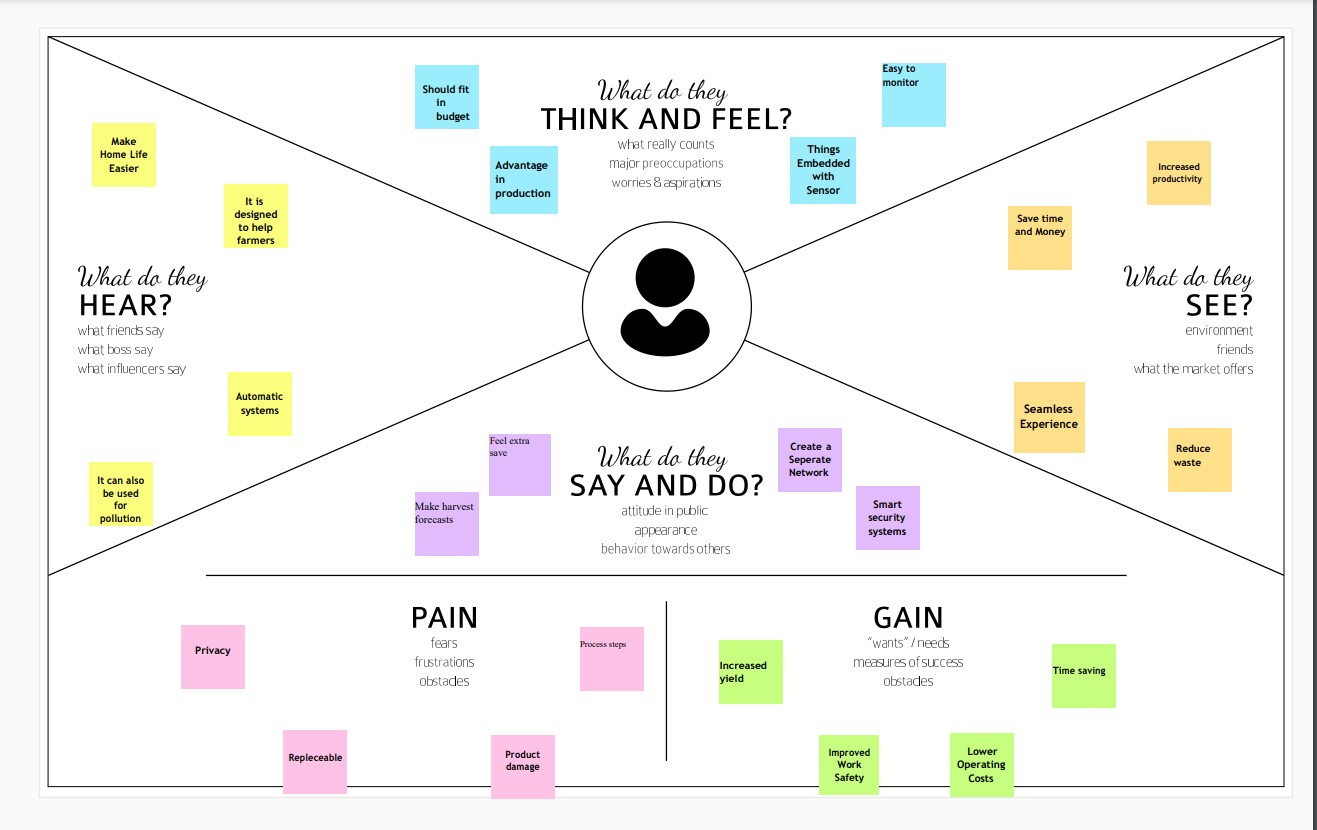 What do they
THINK AND FEEL?
what really counts
major preoccupations
worries & aspirations
Should fit
in
budget
Advantage
in
production
Easy to
monitor
Things
Embedded
with
Sensor
Make
Home Life
Easier
It is
designed
to help
farmers
What do they
HEAR?
what friends say
what boss say
what influencers say
Automatic
systems
It can also
be used
for
pollution
Increased
productivity
Save time
and Money
What do they
SEE?
environment
friends
what the market offers
Seamless
Experience
Reduce
waste
What do they
SAY AND DO?
attitude in public
appearance
behavior towards others
Feel extra
save
Make harvest
forecasts
Create a
Seperate
Network
Smart
security
systems
PAIN
fears
frustrations
obstacles
Privacy
Process steps
Repleceable
Product
damage
GAIN
“wants” / needs
measures of success
obstacles
Increased
yield
Time saving
Improved
Work
Safety
Lower
Operating
Costs